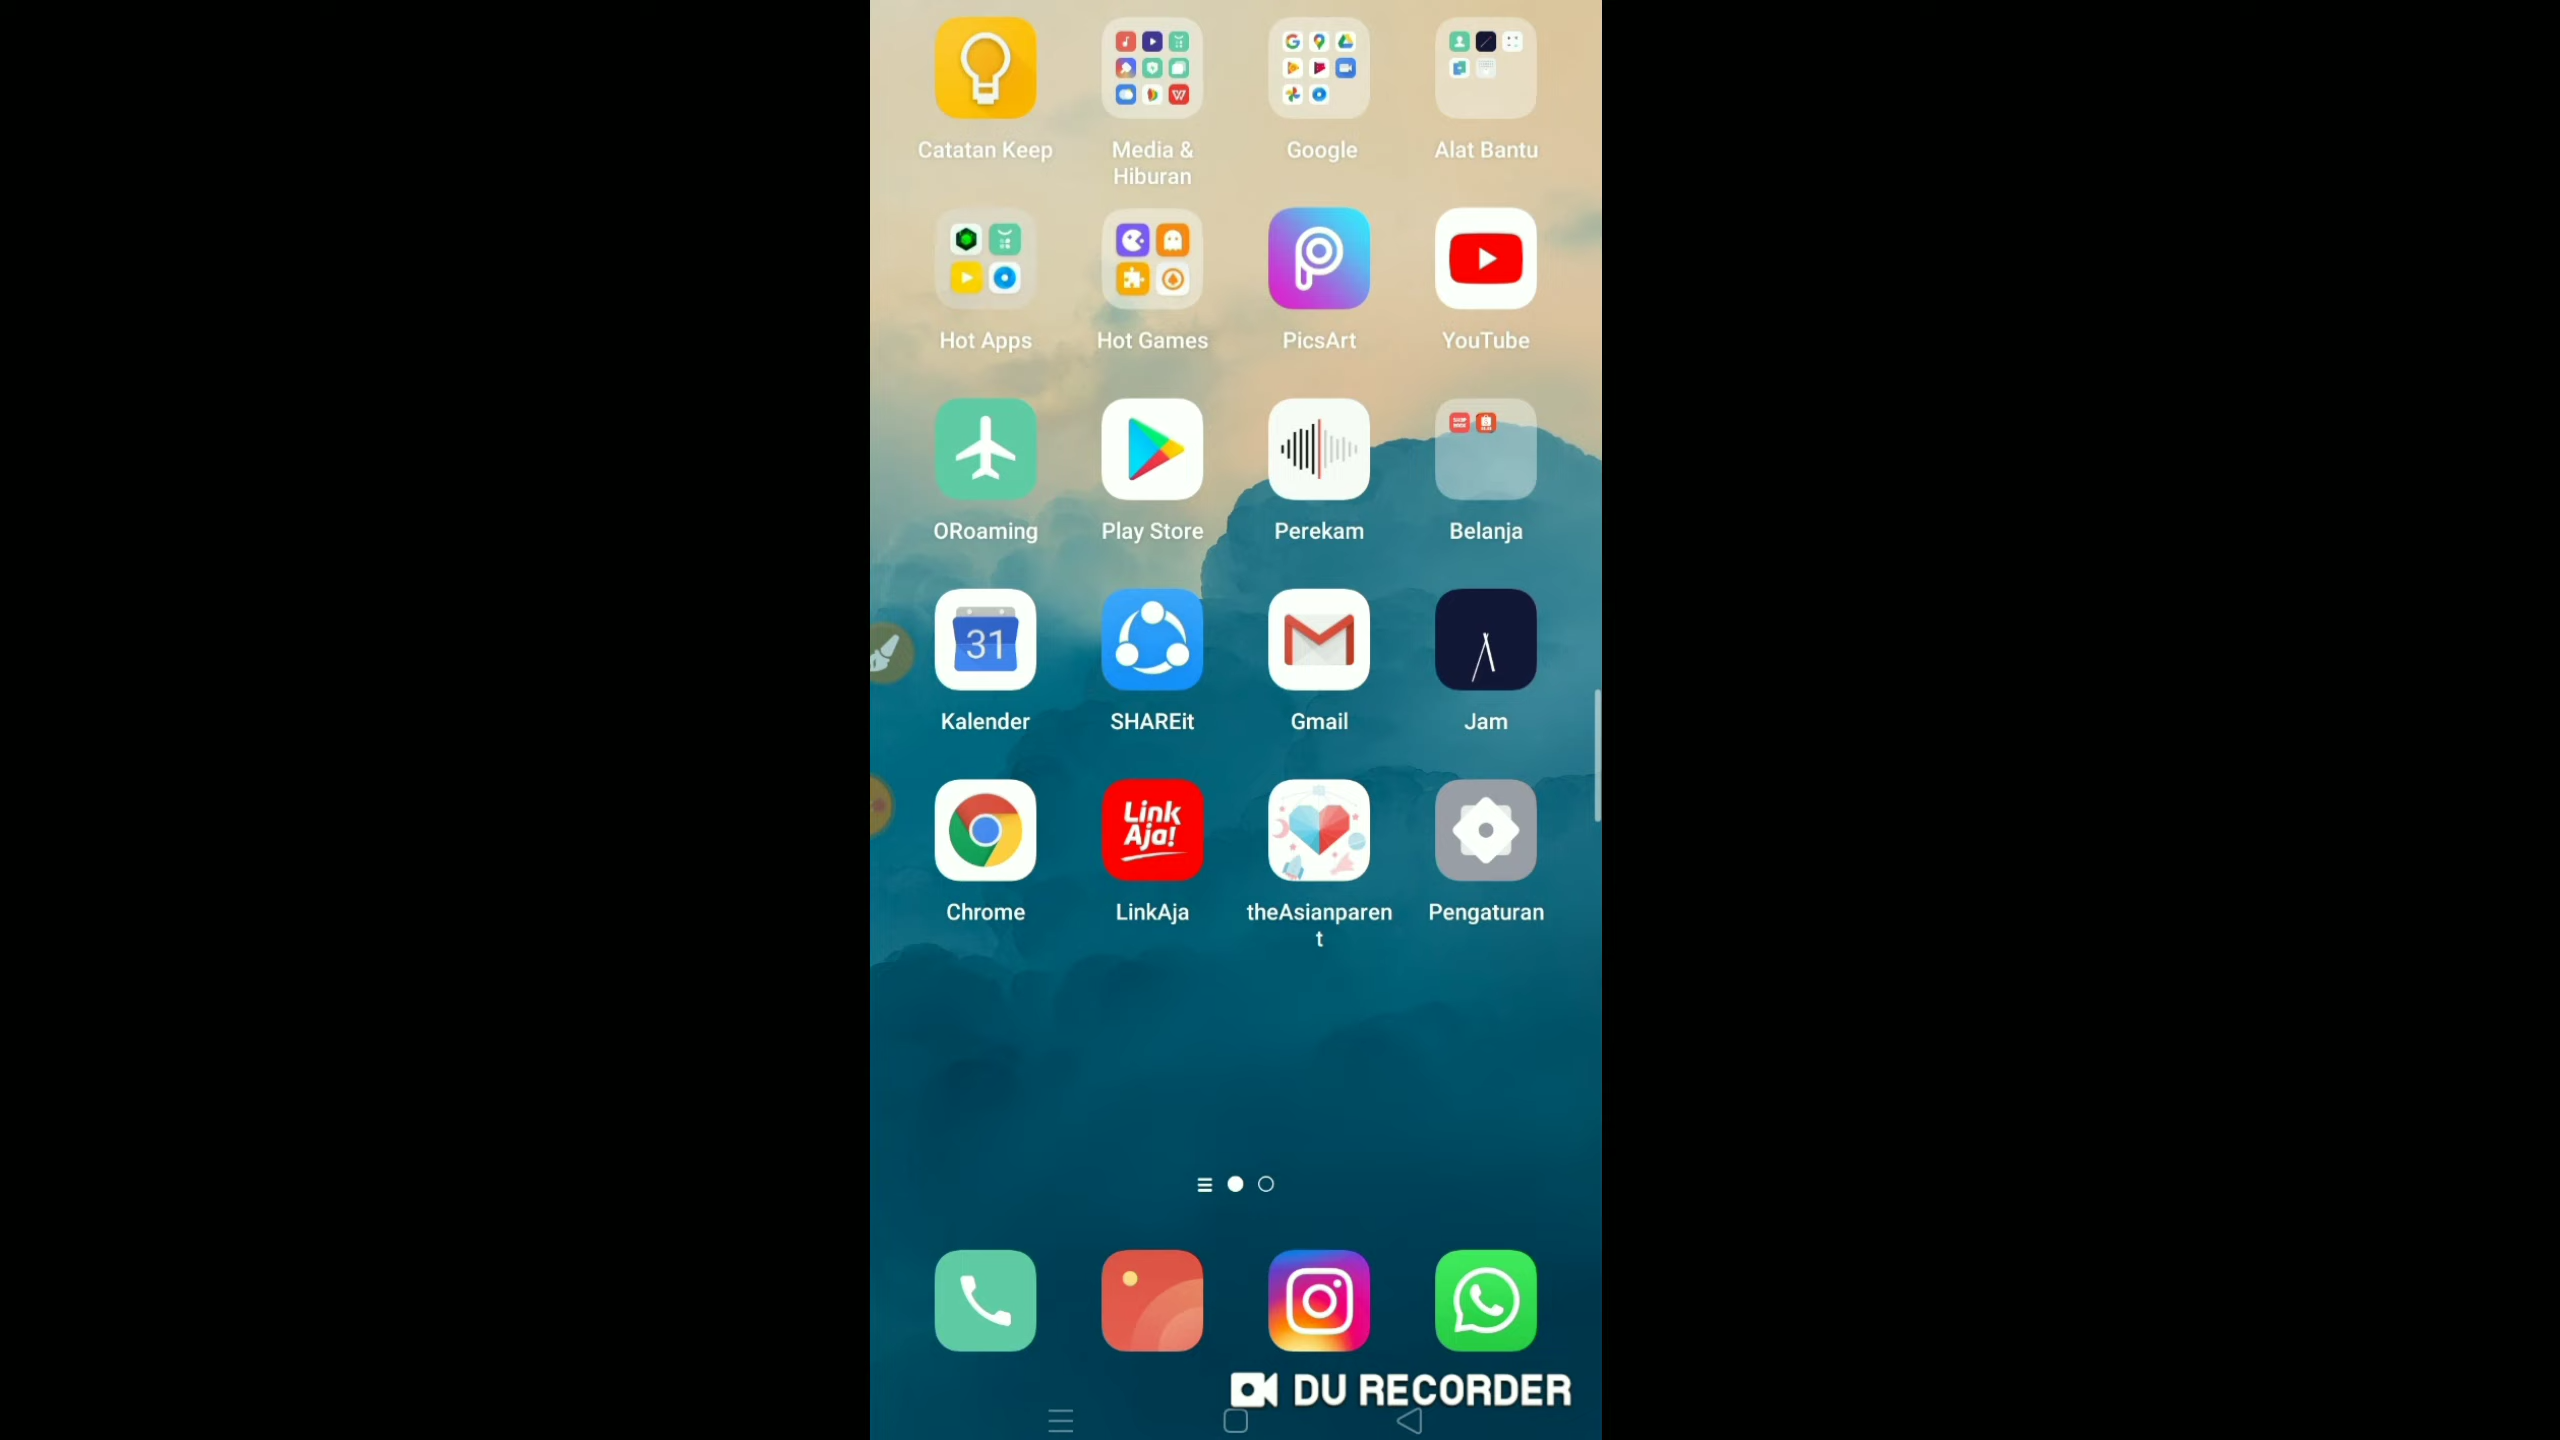 Catatan Keep
Media &
Hiburan
Google
Alat Bantu
Hot Apps
Hot Games
PicsArt
YouTube
ORoaming
Play Store
Perekam
Belanja
31
Kalender
SHAREit
Gmail
Jam
Link
Aja!
Chrome
LinkAja
theAsianparen
t
Pengaturan
DU RECORDER